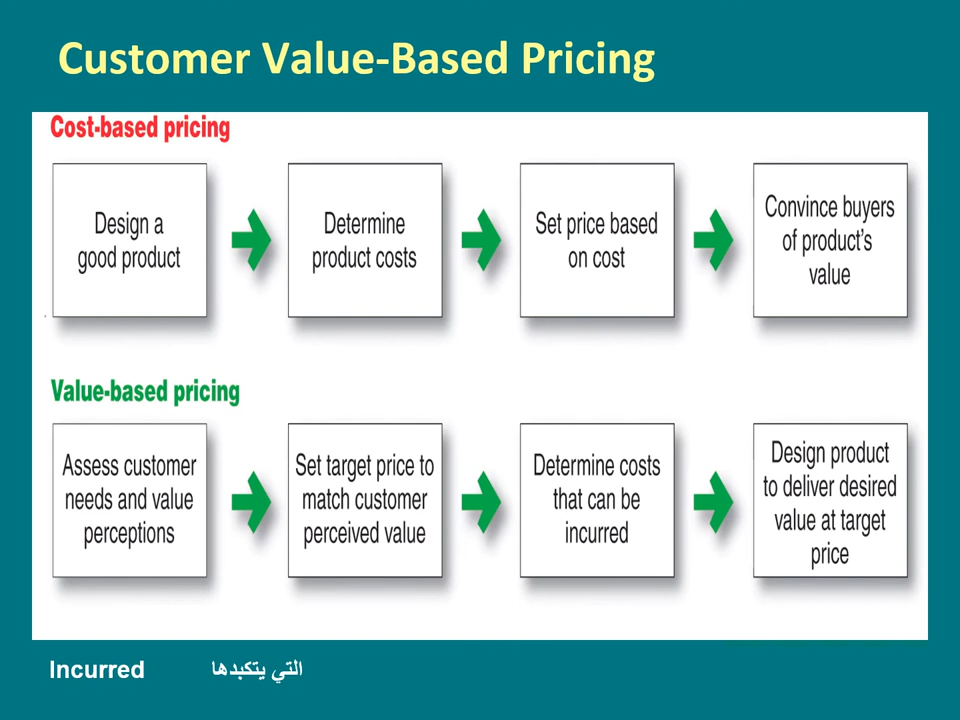 Customer Value-Based Pricing
Cost-based pricing
Design a
good product
Determine
product costs
Set price based
on cost
Convince buyers
of product's
value
Value-based pricing
Assess customer
needs and value
perceptions
Set target price to
match customer
perceived value
Determine costs
that can be
incurred
Design product
to deliver desired
value at target
price
Incurred التي يتكبدها